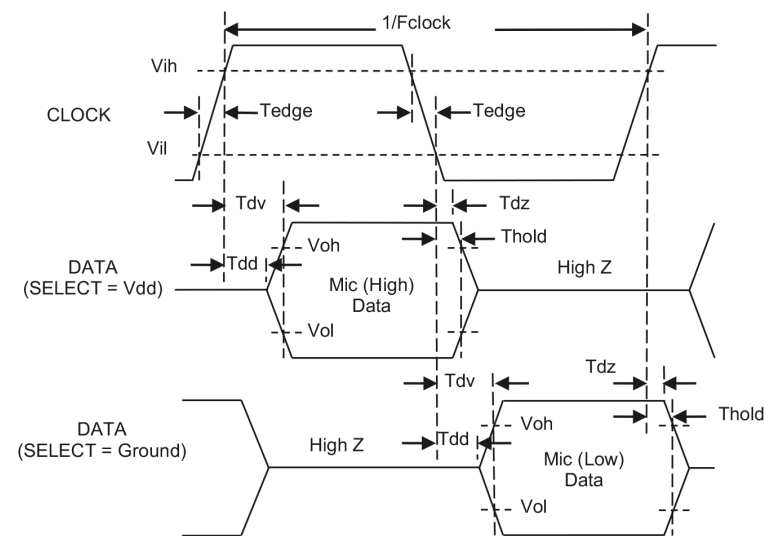 1/Fclock
Vih
CLOCK
Tedge
Tedge
Vil
Tdv
Tdz
Voh
Thold
DATA
(SELECT = Vdd)
Tdd
Mic (High)
Data
High Z
Vol
Tdv
Tdz
Thold
DATA
(SELECT = Ground)
High Z
Tdd
Voh
Mic (Low)
Data
Vol